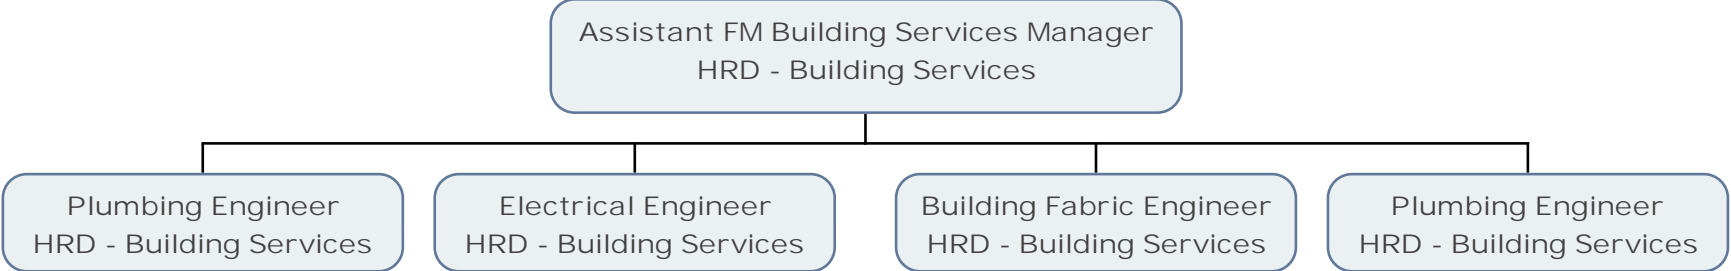 Assistant FM Building Services Manager
HRD - Building Services
Plumbing Engineer
HRD - Building Services
Electrical Engineer
HRD - Building Services
Building Fabric Engineer
HRD - Building Services
Plumbing Engineer
HRD - Building Services